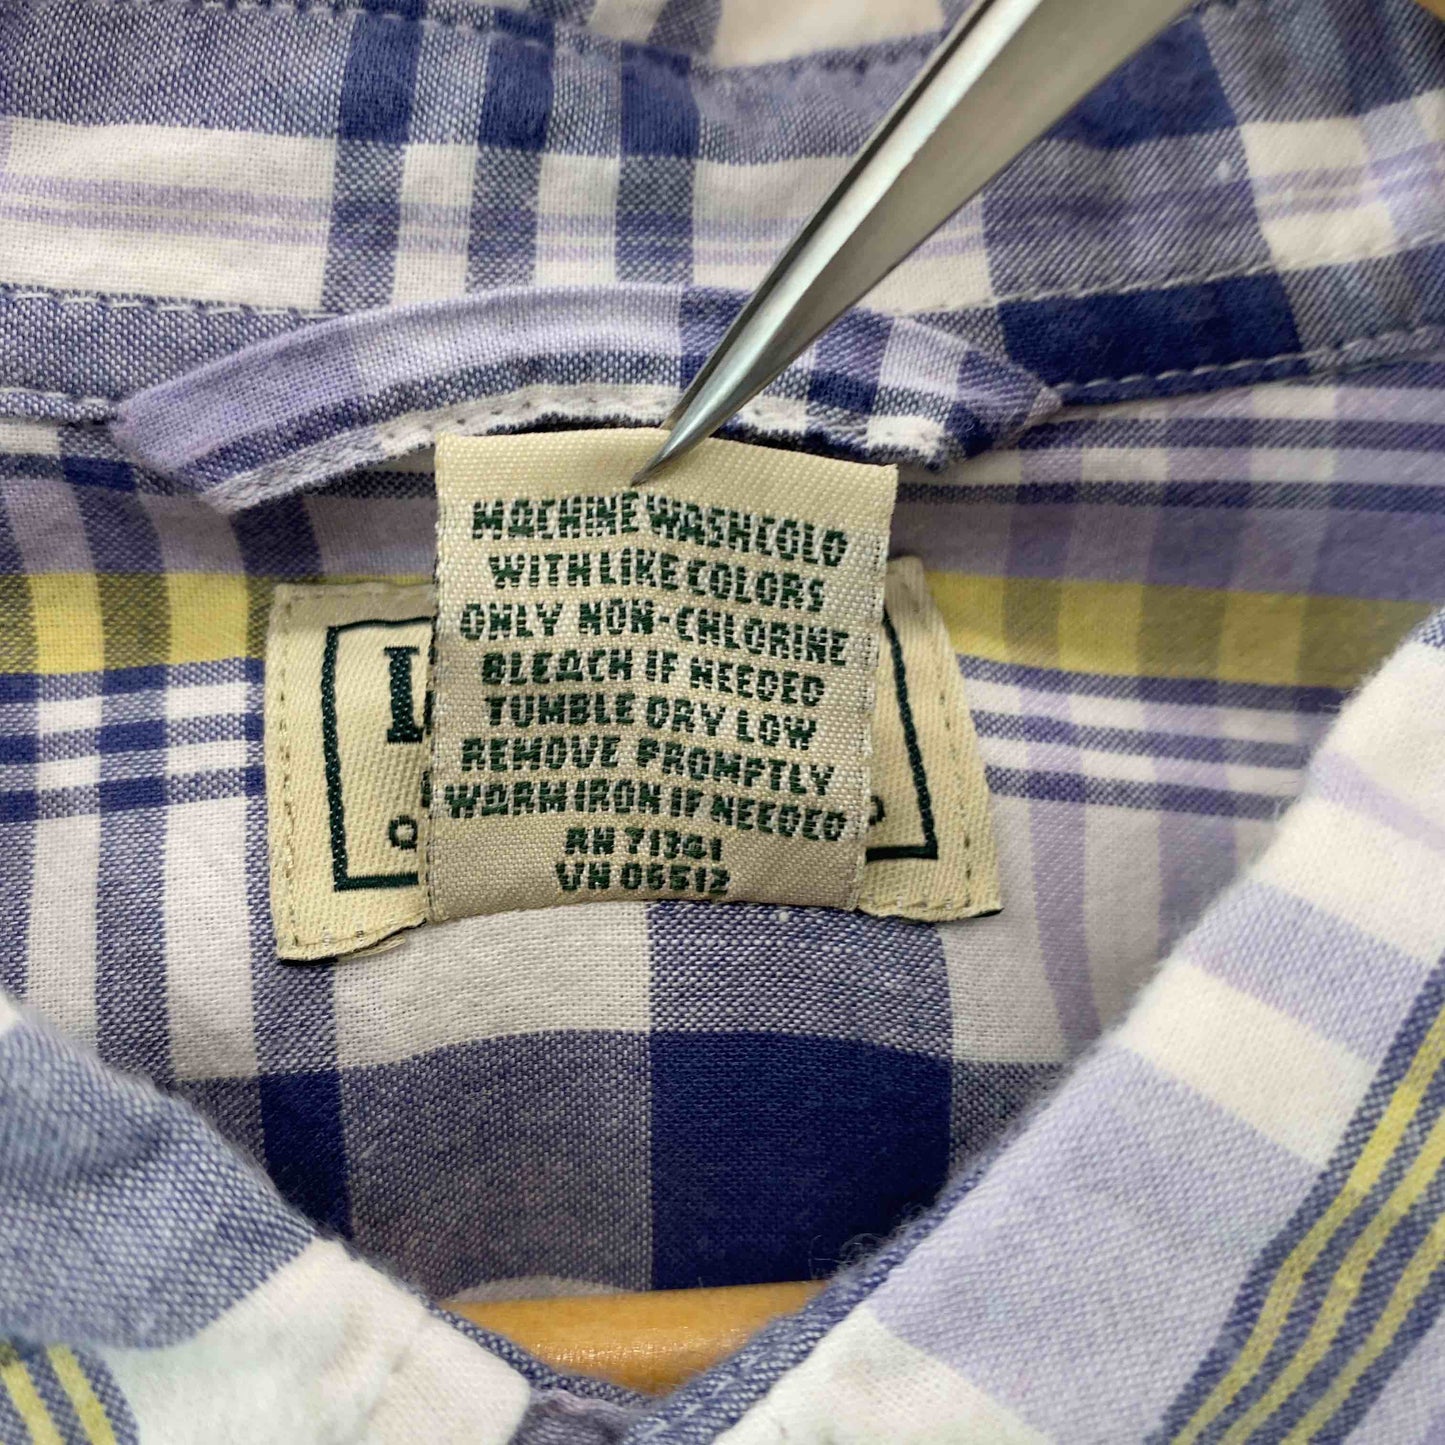 MACHINE WASH COLD
WITH LIKE COLORS
ONLY NON-CHLORINE
BLEACH IF NEEDED
TUMBLE DRY LOW
REMOVE PROMPTLY
WARM IRON IF NEEDED
RN 71341
VN 06512